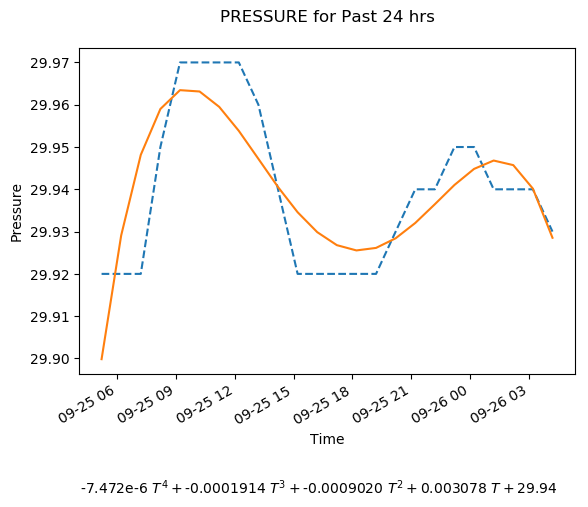 PRESSURE for Past 24 hrs
29.97
29.96
29.95
29.94
29.93
29.92
29.91
29.90
Pressure
09-25 06 09-25 09 09-25 12 09-25 15 09-25 18 09-25 21 09-26 00 09-26 03
Time
-7.472e-6 T⁴ + -0.0001914 T³ + -0.0009020 T² + 0.003078 T + 29.94